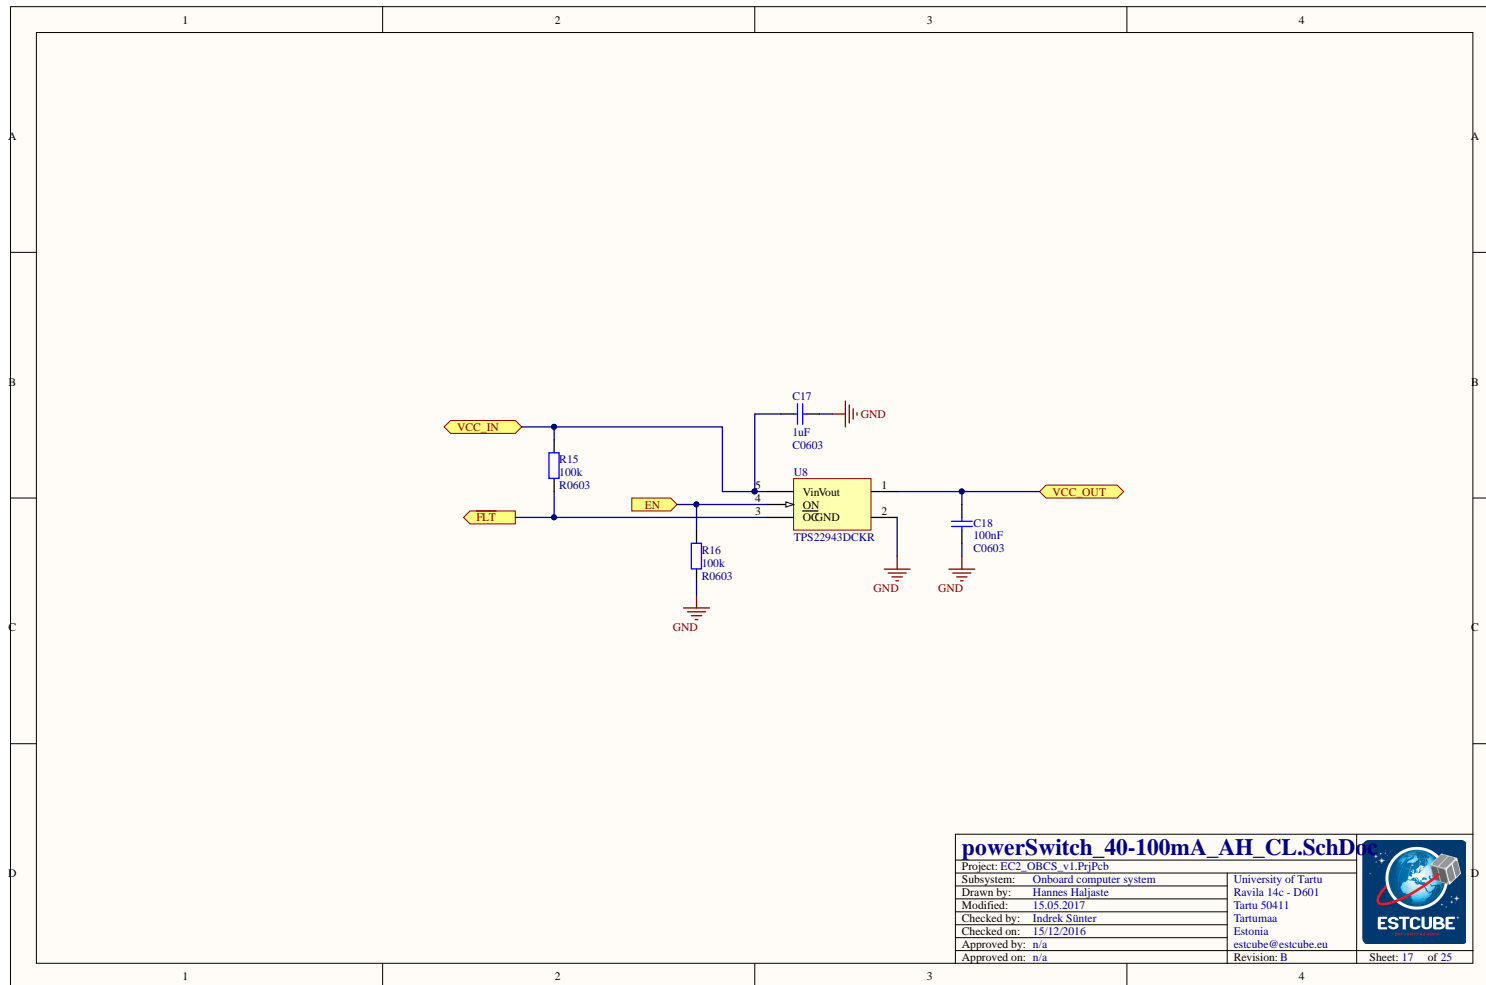 1 2 3 4
A A
C17
GND
B B
VCC_IN
1uF
C0603
R15
100k
R0603
U8
5 VinVout 1
VCC_OUT
EN
4 ON
FLT
3 OCGND 2
TPS22943DCKR
C18
100nF
C0603
R16
100k
R0603
GND
GND
GND
C C
powerSwitch_40-100mA_AH_CL.SchDoc
Project: EC2_OBCS_v1.PrjPcb
D D
Subsystem: Onboard computer system
University of Tartu
Drawn by: Hannes Haljaste
Ravila 14c - D601
Modified: 15.05.2017
Tartu 50411
Checked by: Indrek Sünter
Tartumaa
Checked on: 15/12/2016
Estonia
Approved by: n/a
estcube@estcube.eu
Approved on: n/a
Revision: B
Sheet: 17 of 25
ESTCUBE
1 2 3 4